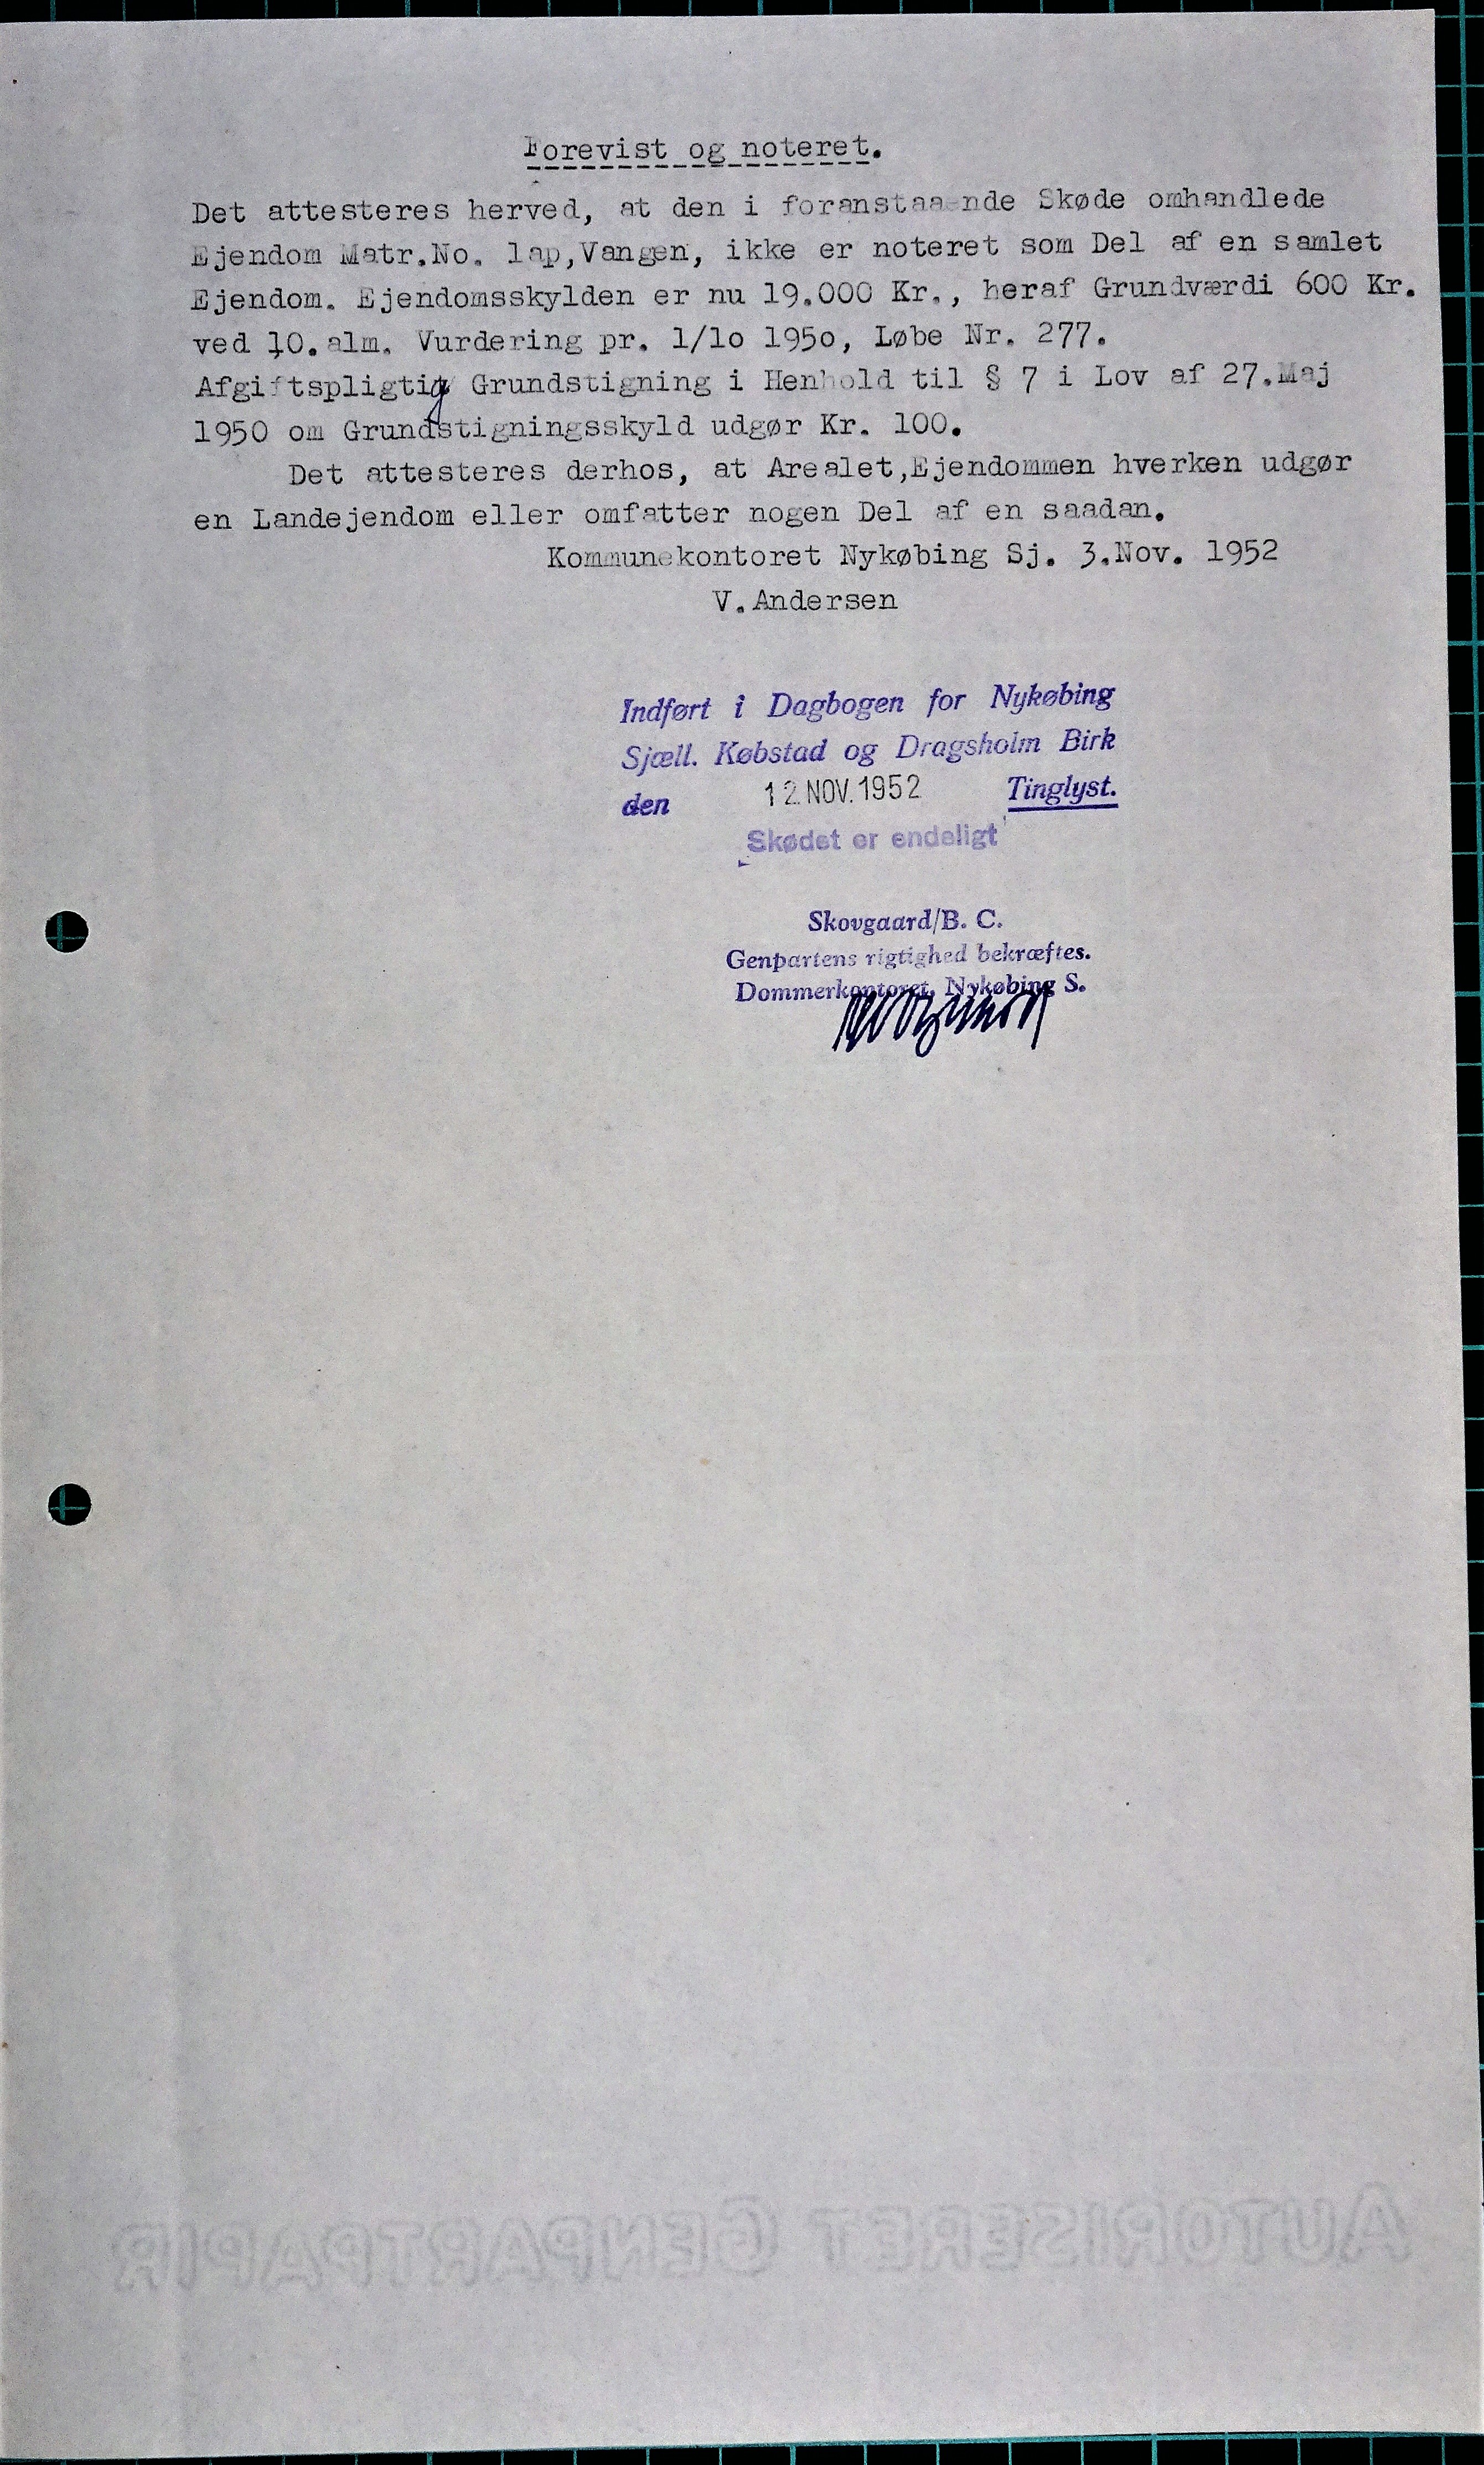 Forevist og noteret.
Det attesteres herved, at den i foranstaaende Skøde omhandlede
Ejendom Matr.No. 1ap,Vangen, ikke er noteret som Del af en samlet
Ejendom. Ejendomsskylden er nu 19.000 Kr., heraf Grundværdi 600 Kr.
ved 10.alm. Vurdering pr. 1/1o 195o, Løbe Nr. 277.
Afgiftspligtig Grundstigning i Henhold til § 7 i Lov af 27.Maj
1950 om Grundstigningsskyld udgør Kr. 100.
Det attesteres derhos, at Arealet,Ejendommen hverken udgør
en Landejendom eller omfatter nogen Del af en saadan.
Kommunekontoret Nykøbing Sj. 3.Nov. 1952
V.Andersen
Indført i Dagbogen for Nykøbing
Sjæll. Købstad og Dragsholm Birk
den 12.NOV.1952 Tinglyst.
Skødet er endeligt
Skovgaard/B. C.
Genpartens rigtighed bekræftes.
Dommerkontoret, Nykøbing S.
AUTORISERET GENPARTPAPIR